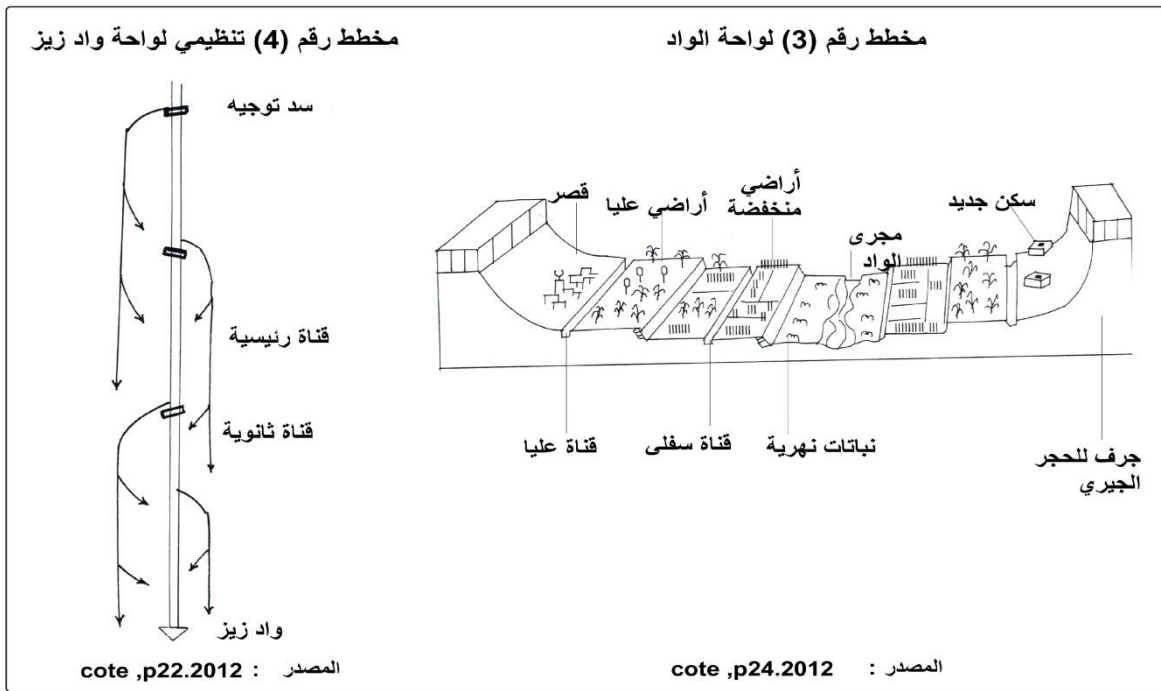 مخطط رقم (3) لواحة الواد
أراضي
منخفضة
سكن جديد
قصر
أراضي عليا
مجرى
الواد
قناة عليا
قناة سفلى
نباتات نهرية
جرف للحجر
الجيري
المصدر : cote ,p24.2012
مخطط رقم (4) تنظيمي لواحة واد زيز
سد توجيه
قناة رئيسية
قناة ثانوية
واد زيز
المصدر : cote ,p22.2012